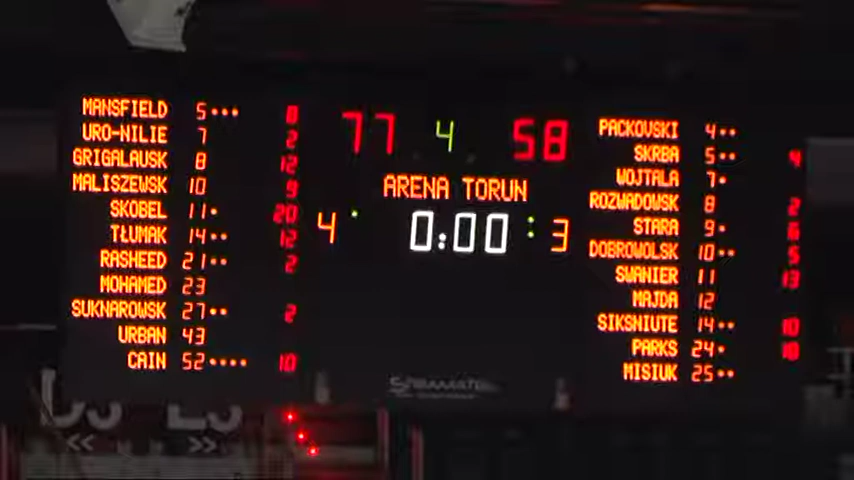 MANSFIELD 5 8
URO-NILIE 7 2
GRIGALAUSK 8 12
MALISZEWSK 10 9
SKOBEL 11 20
TŁUMAK 14 12
RASHEED 21 2
MOHAMED 23
SUKNAROWSK 27 2
URBAN 43
CAIN 52 10
77 4 58
ARENA TORUN
4 0:00 3
PACKOVSKI 4
SKRBA 5 4
WOJTALA 7
ROZWADOWSK 8 2
STARA 9 6
DOBROWOLSK 10 5
SWANIER 11 13
MAJDA 12
SIKSNIUTE 14 10
PARKS 24 18
MISIUK 25